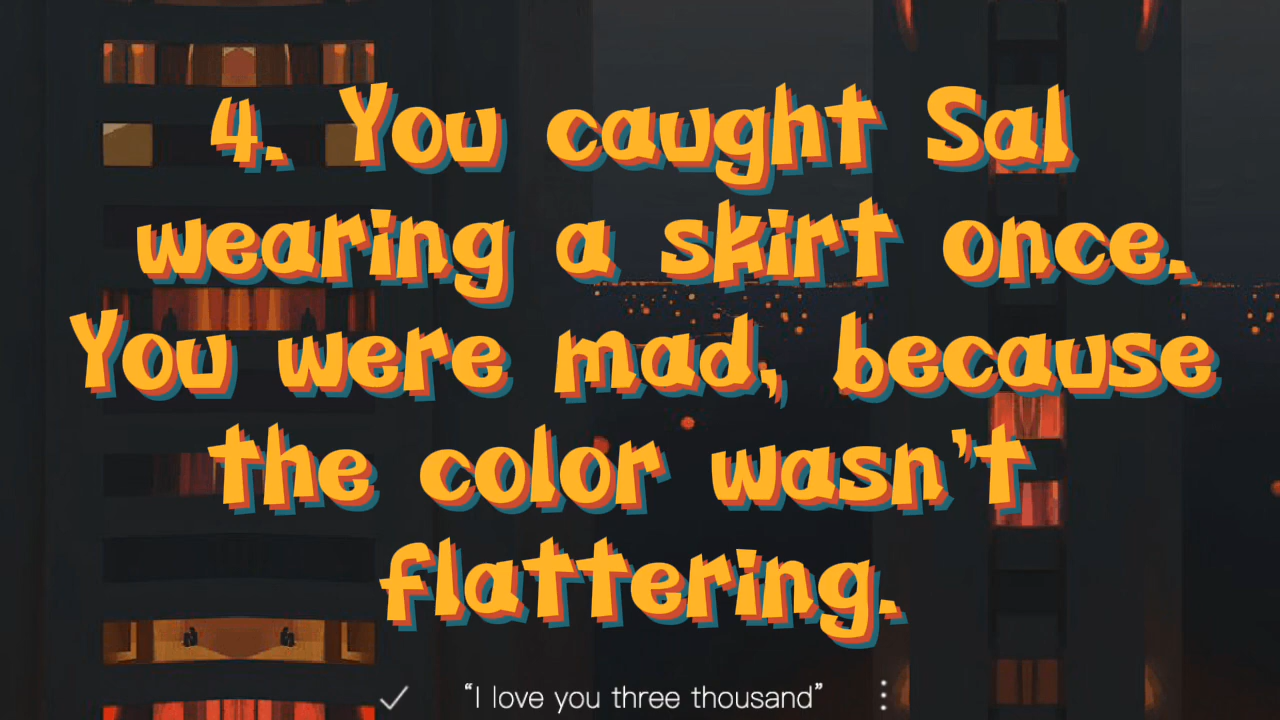 4. You caught Sal
wearing a skirt once.
You were mad, because
the color wasn't
flattering.
“I love you three thousand”